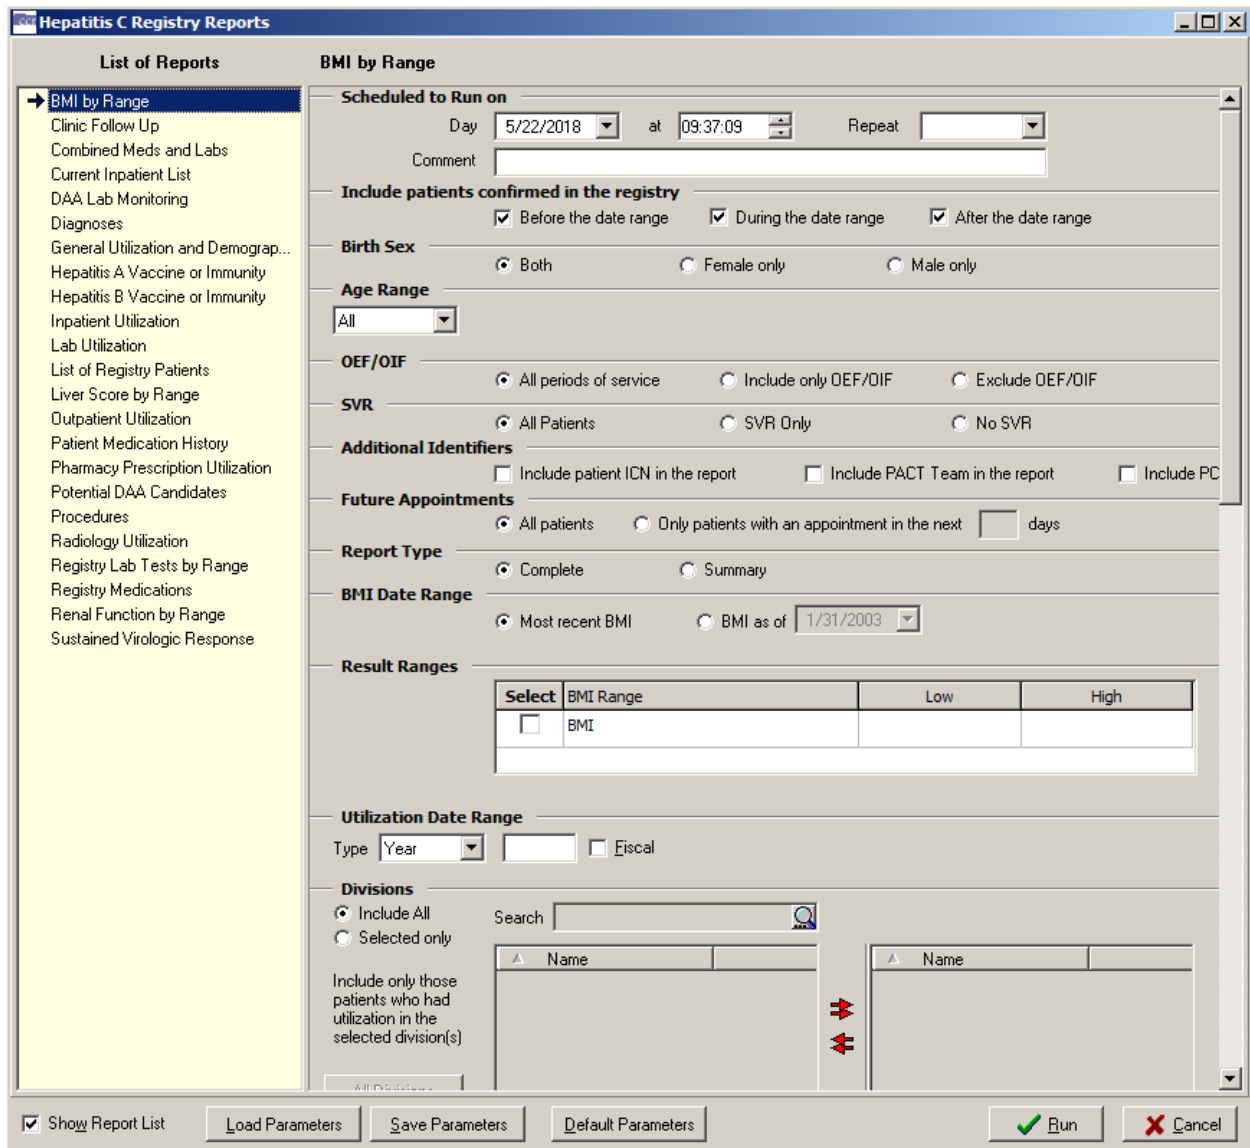 Hepatitis C Registry Reports
List of Reports
BMI by Range
Clinic Follow Up
Combined Meds and Labs
Current Inpatient List
DAA Lab Monitoring
Diagnoses
General Utilization and Demograp...
Hepatitis A Vaccine or Immunity
Hepatitis B Vaccine or Immunity
Inpatient Utilization
Lab Utilization
List of Registry Patients
Liver Score by Range
Outpatient Utilization
Patient Medication History
Pharmacy Prescription Utilization
Potential DAA Candidates
Procedures
Radiology Utilization
Registry Lab Tests by Range
Registry Medications
Renal Function by Range
Sustained Virologic Response
BMI by Range
Scheduled to Run on
Day 5/22/2018 at 09:37:09 Repeat
Comment
Include patients confirmed in the registry
Before the date range During the date range After the date range
Birth Sex
Both Female only Male only
Age Range
All
OEF/OIF
All periods of service Include only OEF/OIF Exclude OEF/OIF
SVR
All Patients SVR Only No SVR
Additional Identifiers
Include patient ICN in the report Include PACT Team in the report Include PC
Future Appointments
All patients Only patients with an appointment in the next days
Report Type
Complete Summary
BMI Date Range
Most recent BMI BMI as of 1/31/2003
Result Ranges
Select BMI Range Low High
BMI
Utilization Date Range
Type Year Fiscal
Divisions
Include All Search
Selected only
Name Name
Include only those
patients who had
utilization in the
selected division(s)
All Divisions
Show Report List Load Parameters Save Parameters Default Parameters Run Cancel